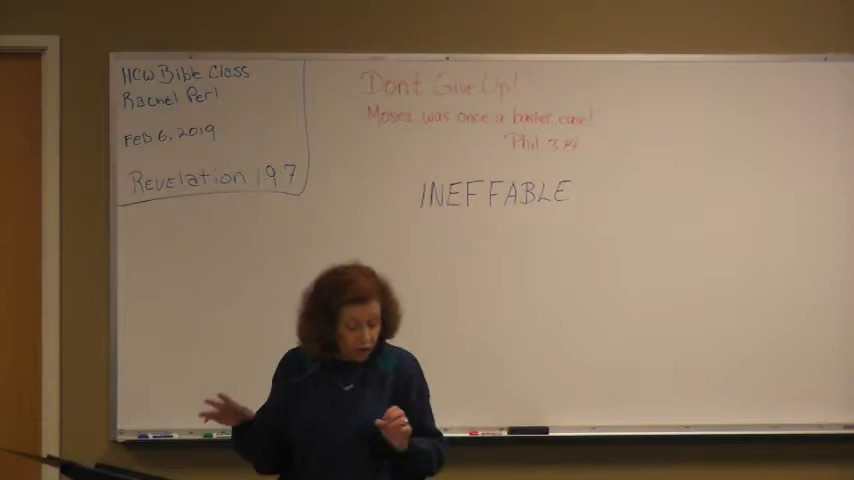 HCW Bible Class
Rachel Perl
Feb 6, 2019
Revelation 19:7
Don't Give Up!
Moses was once a basket case!
Phil 3:14
INEFFABLE